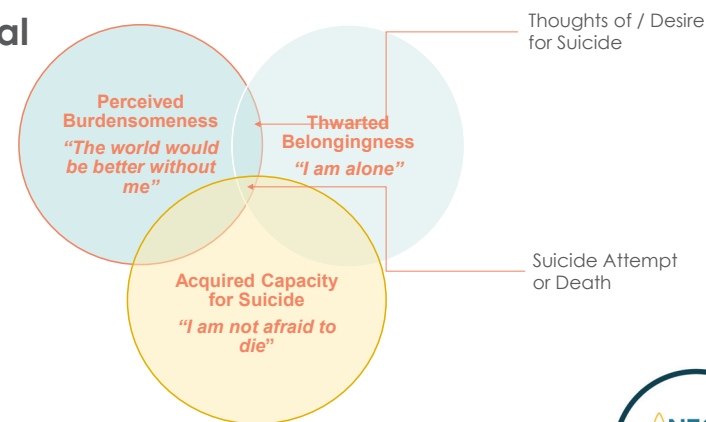 al
Thoughts of / Desire
for Suicide
Perceived
Burdensomeness
“The world would
be better without
me”
Thwarted
Belongingness
“I am alone”
Suicide Attempt
or Death
Acquired Capacity
for Suicide
“I am not afraid to
die”